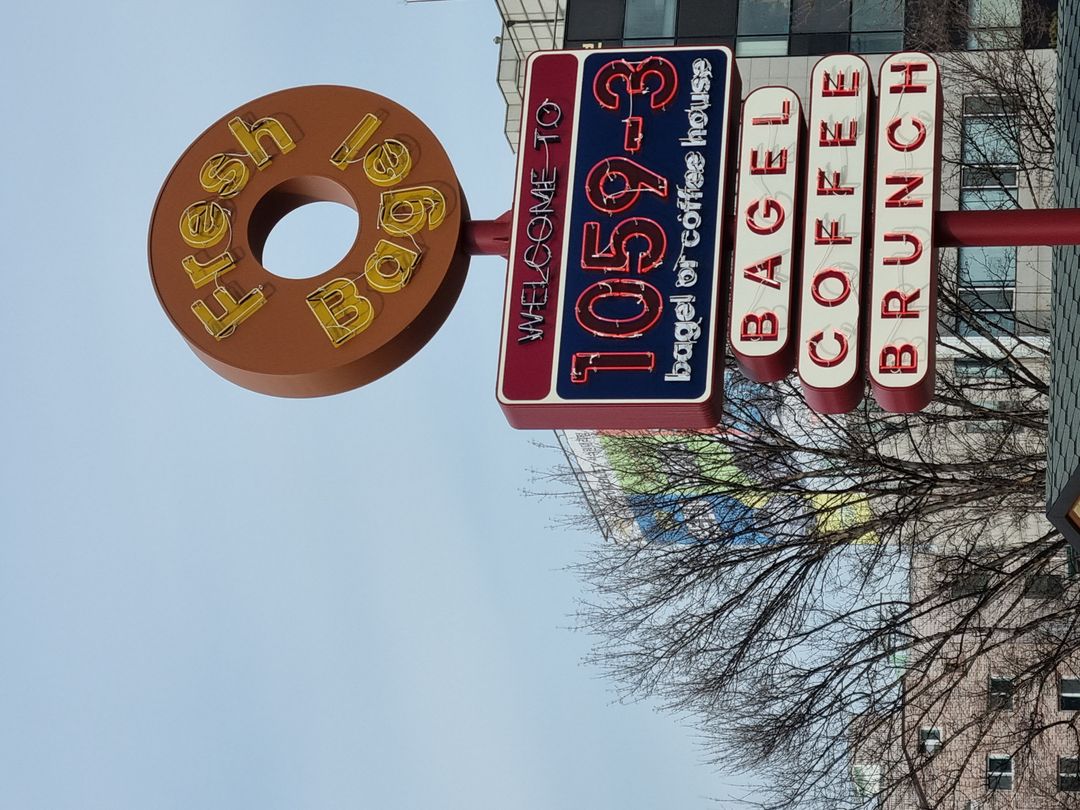 Fresh
Bagel
WELCOME TO
1059-3
bagel or coffee house
BAGEL
COFFEE
BRUNCH